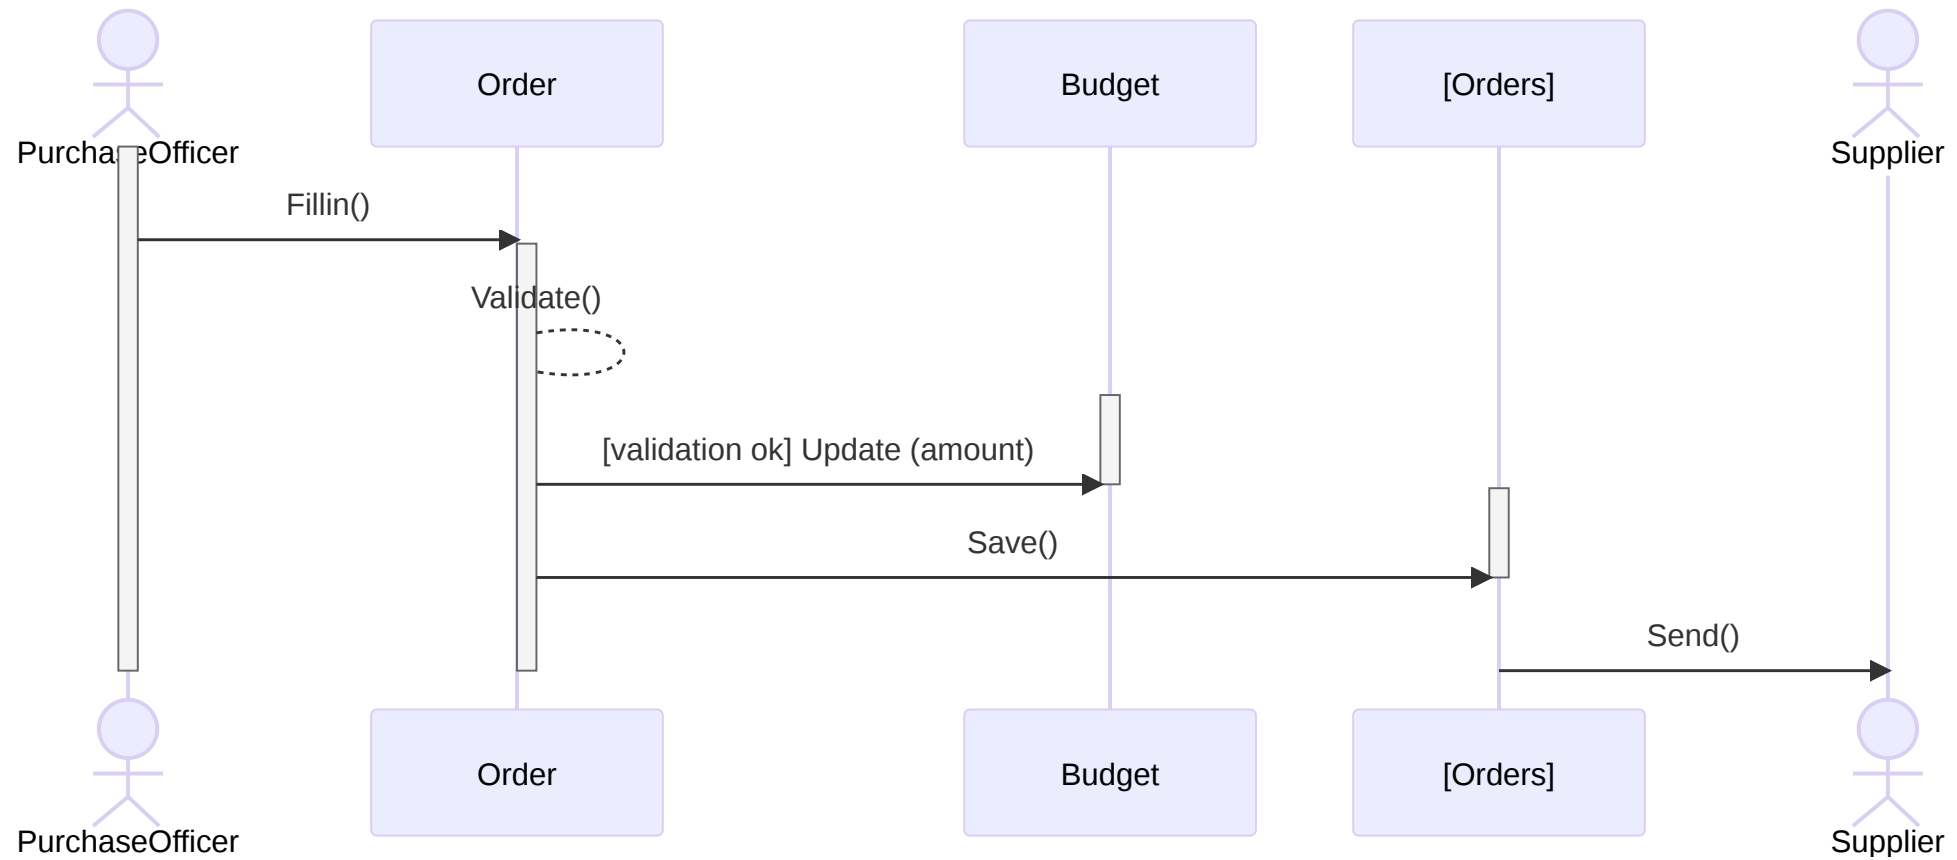 PurchaseOfficer
Order
Budget
[Orders]
Supplier
Fillin()
Validate()
[validation ok] Update (amount)
Save()
Send()
PurchaseOfficer
Order
Budget
[Orders]
Supplier